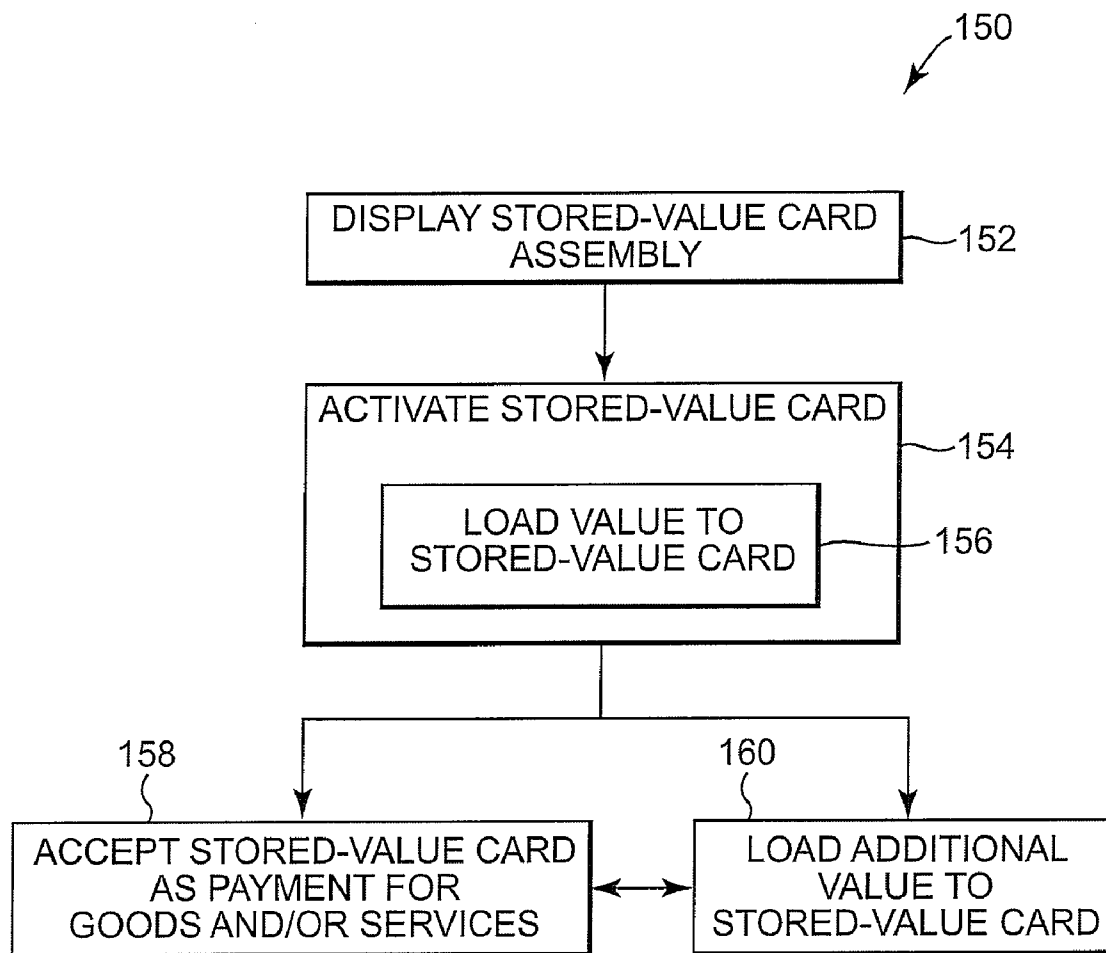 150
DISPLAY STORED-VALUE CARD
ASSEMBLY
152
ACTIVATE STORED-VALUE CARD
154
LOAD VALUE TO
STORED-VALUE CARD
156
158
160
ACCEPT STORED-VALUE CARD
AS PAYMENT FOR
GOODS AND/OR SERVICES
LOAD ADDITIONAL
VALUE TO
STORED-VALUE CARD